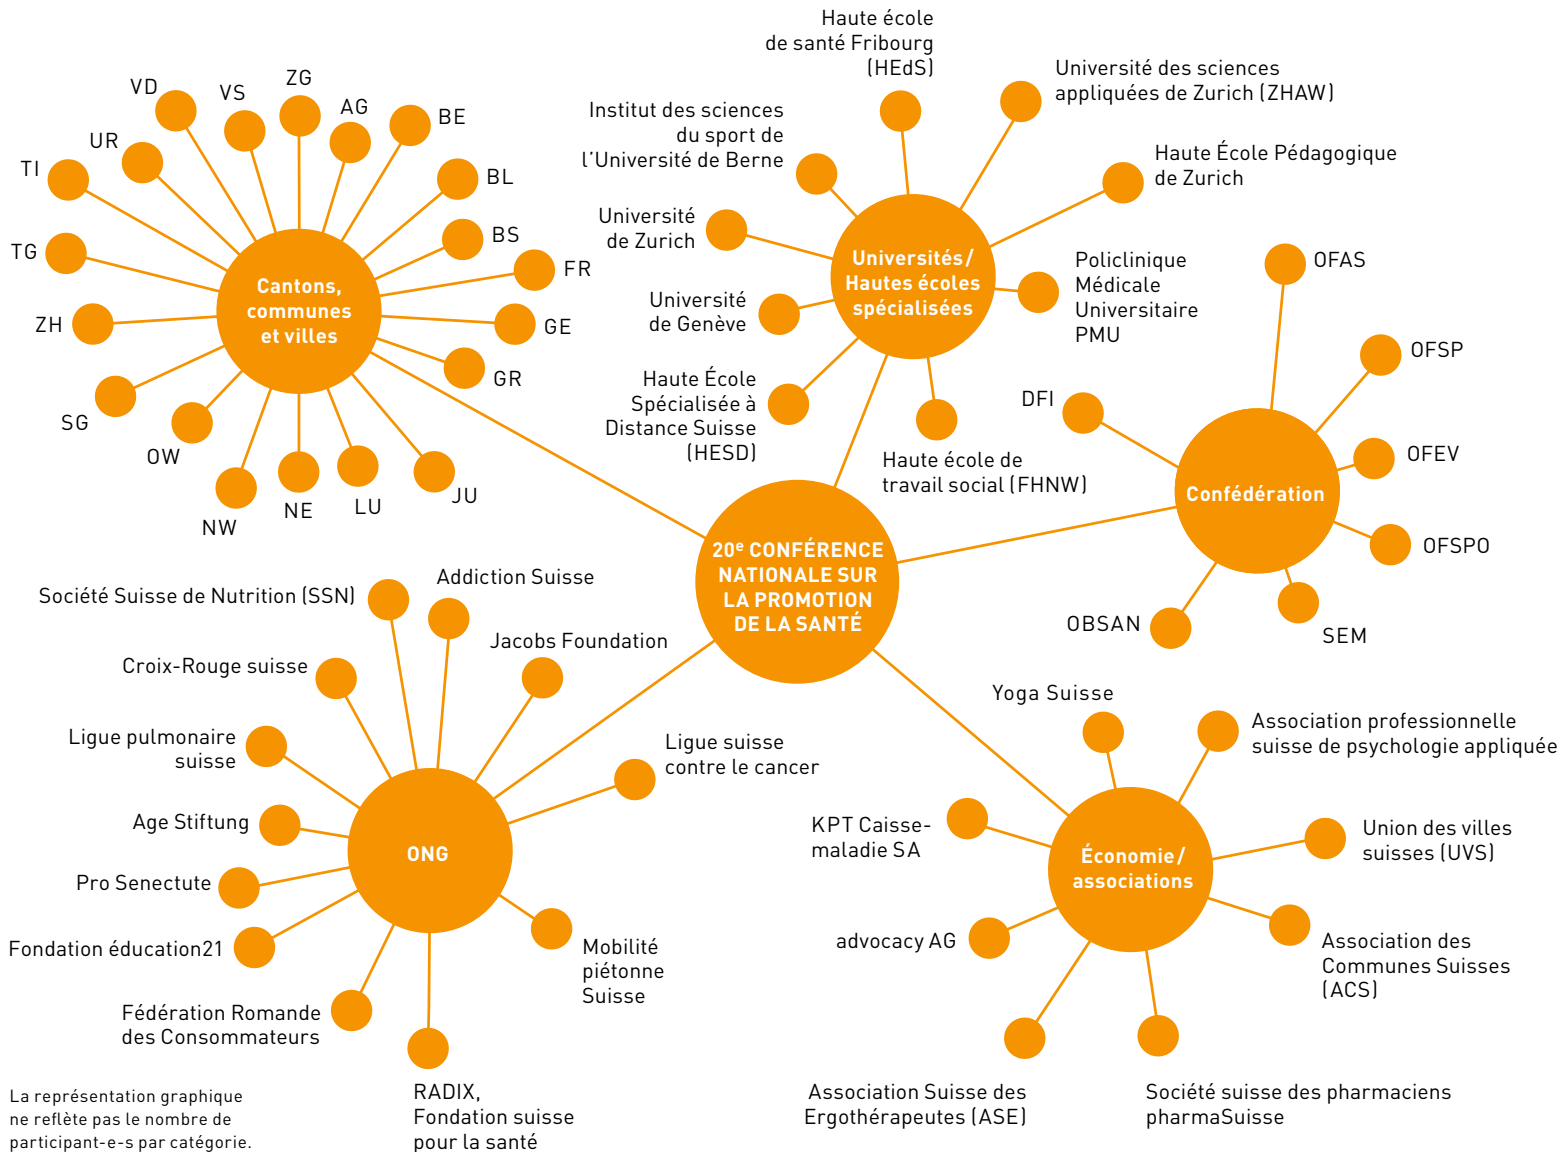 20e CONFÉRENCE
NATIONALE SUR
LA PROMOTION
DE LA SANTÉ
Cantons,
communes
et villes
ZG
AG
BE
BL
BS
FR
GE
GR
JU
LU
NE
NW
OW
SG
ZH
TG
TI
UR
VD
VS
Universités/
Hautes écoles
spécialisées
Haute école
de santé Fribourg
(HEdS)
Université des sciences
appliquées de Zurich (ZHAW)
Haute École Pédagogique
de Zurich
Policlinique
Médicale
Universitaire
PMU
Haute école de
travail social (FHNW)
Haute École
Spécialisée à
Distance Suisse
(HESD)
Université
de Genève
Université
de Zurich
Institut des sciences
du sport de
l'Université de Berne
Confédération
OFAS
OFSP
OFEV
OFSPO
SEM
OBSAN
DFI
Économie/
associations
Yoga Suisse
Association professionnelle
suisse de psychologie appliquée
Union des villes
suisses (UVS)
Association des
Communes Suisses
(ACS)
Société suisse des pharmaciens
pharmaSuisse
Association Suisse des
Ergothérapeutes (ASE)
advocacy AG
KPT Caisse-
maladie SA
ONG
Société Suisse de Nutrition (SSN)
Addiction Suisse
Jacobs Foundation
Ligue suisse
contre le cancer
Mobilité
piétonne
Suisse
RADIX,
Fondation suisse
pour la santé
Fédération Romande
des Consommateurs
Fondation éducation21
Pro Senectute
Age Stiftung
Ligue pulmonaire
suisse
Croix-Rouge suisse
La représentation graphique
ne reflète pas le nombre de
participant-e-s par catégorie.